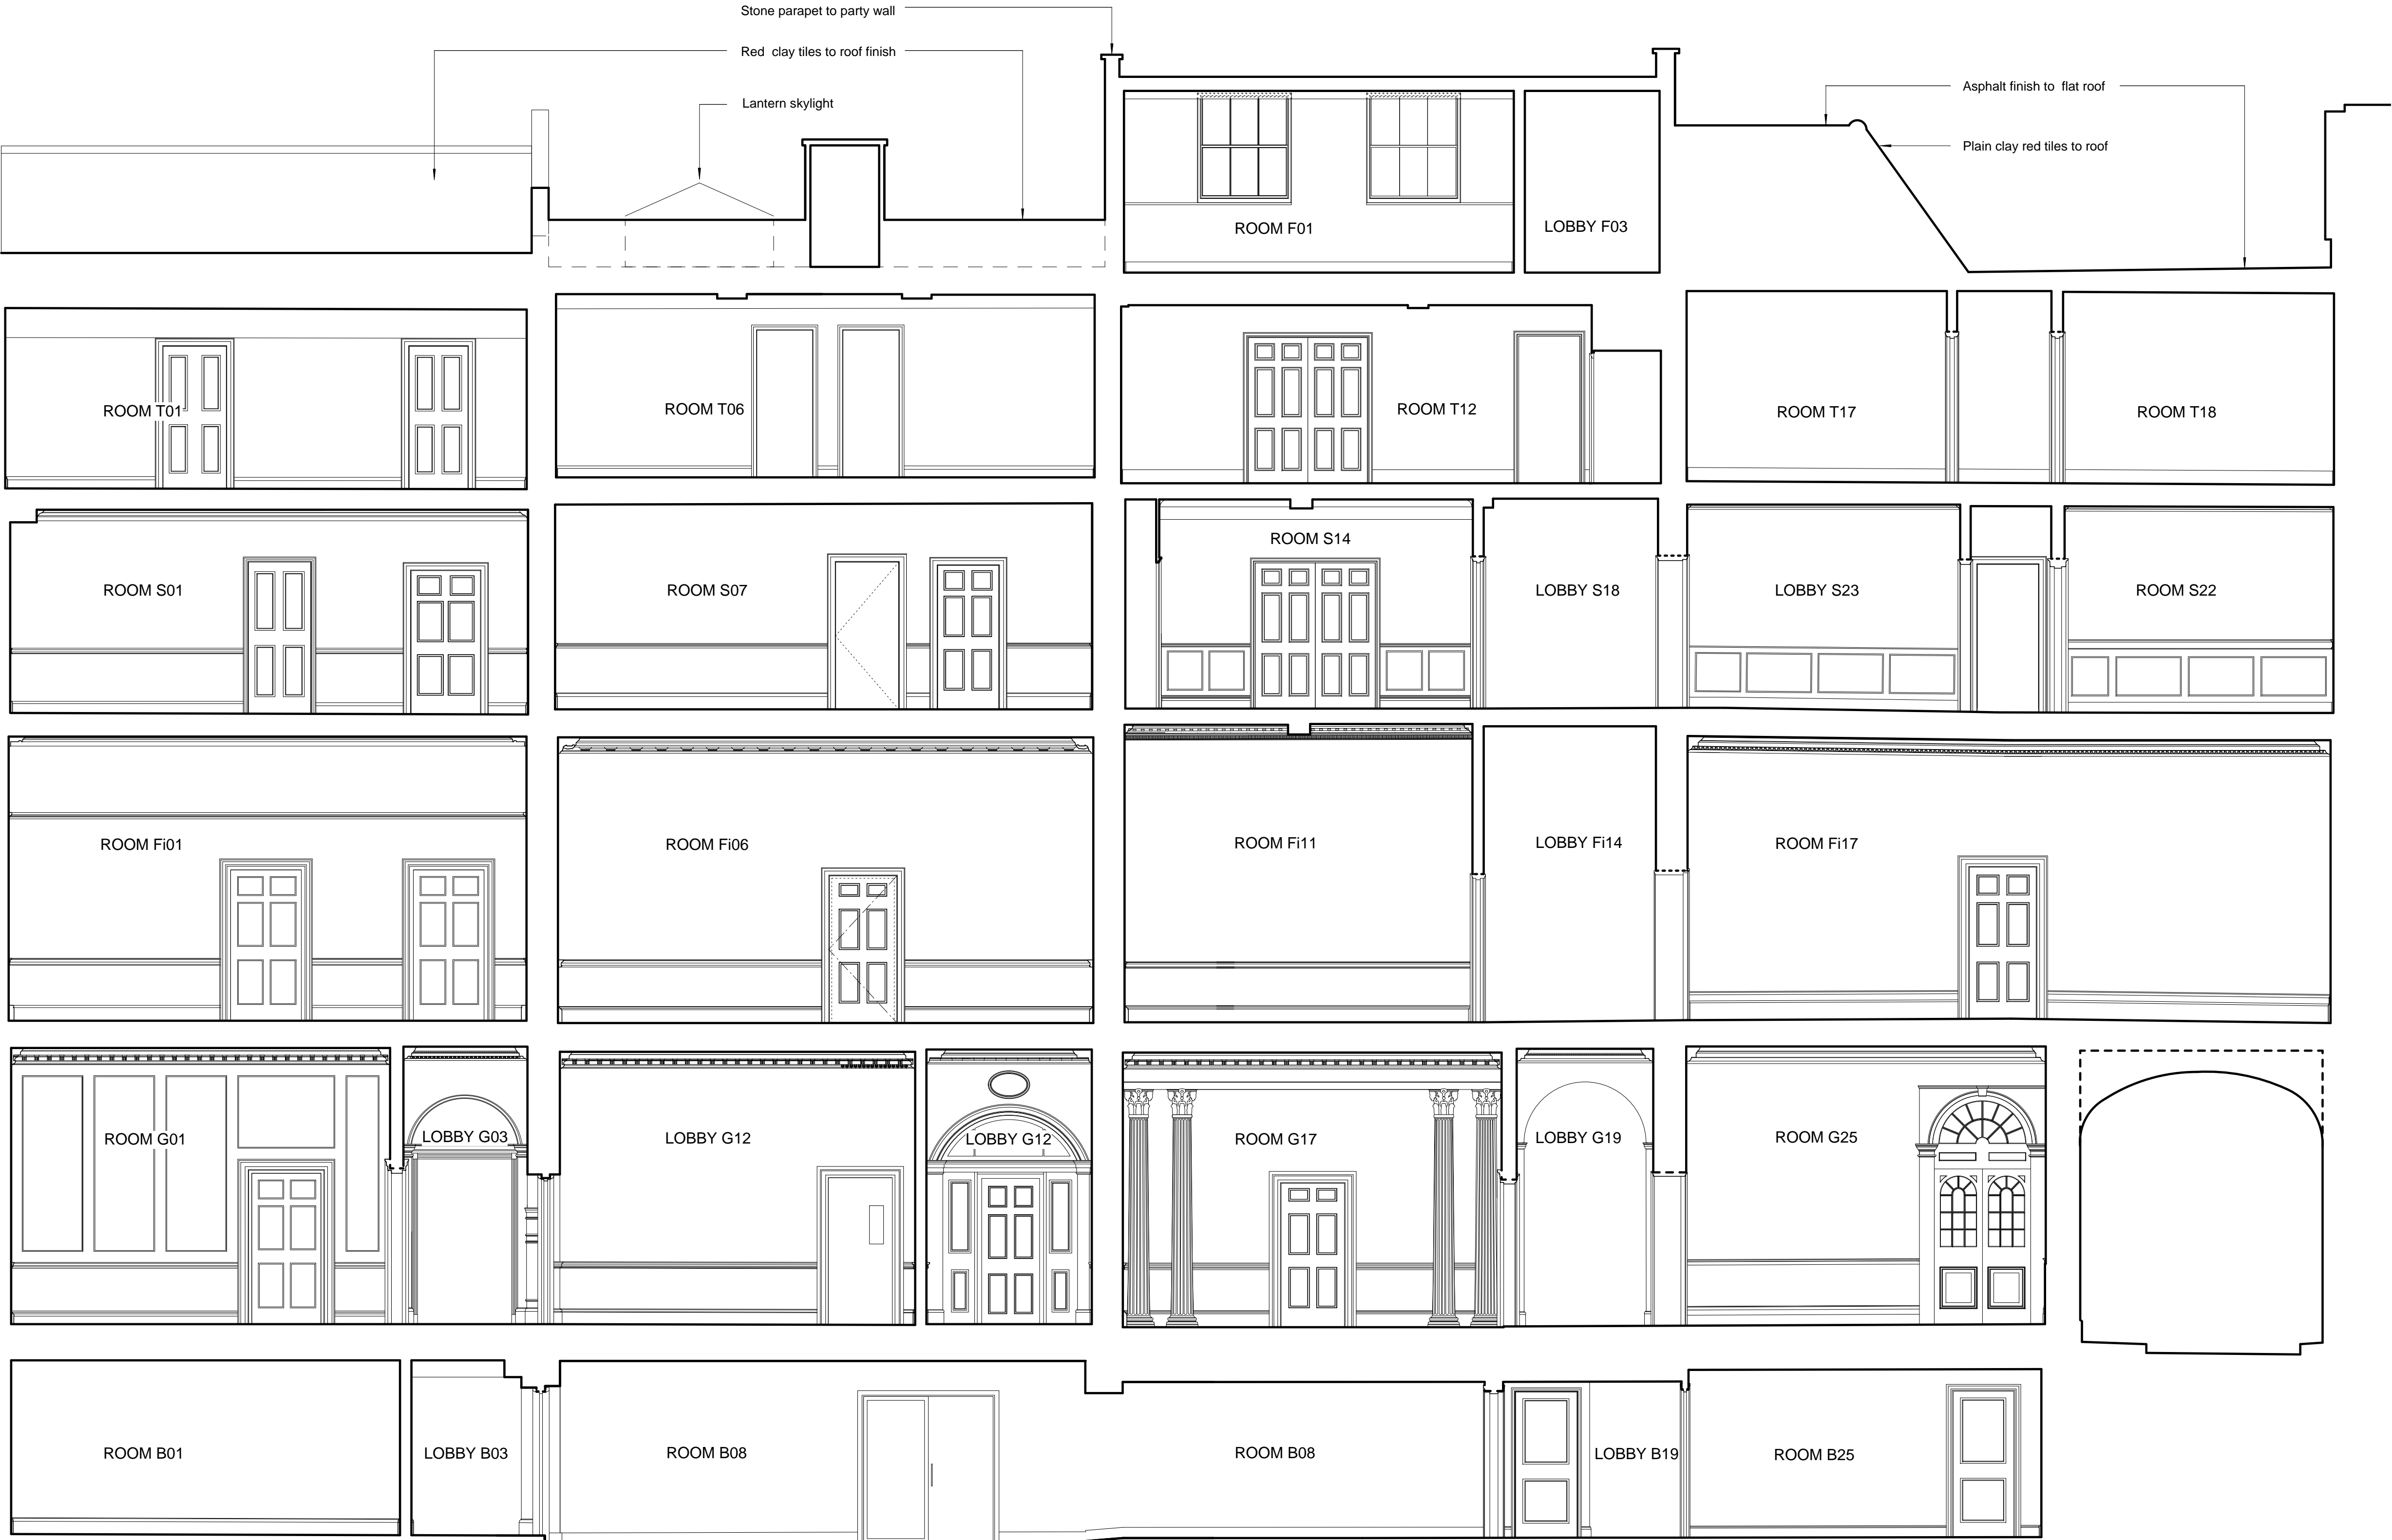 Stone parapet to party wall
Red clay tiles to roof finish
Lantern skylight
Asphalt finish to flat roof
Plain clay red tiles to roof
ROOM F01
LOBBY F03
ROOM T01
ROOM T06
ROOM T12
ROOM T17
ROOM T18
ROOM S01
ROOM S07
ROOM S14
LOBBY S18
LOBBY S23
ROOM S22
ROOM Fi01
ROOM Fi06
ROOM Fi11
LOBBY Fi14
ROOM Fi17
ROOM G01
LOBBY G03
LOBBY G12
LOBBY G12
ROOM G17
LOBBY G19
ROOM G25
ROOM B01
LOBBY B03
ROOM B08
ROOM B08
LOBBY B19
ROOM B25